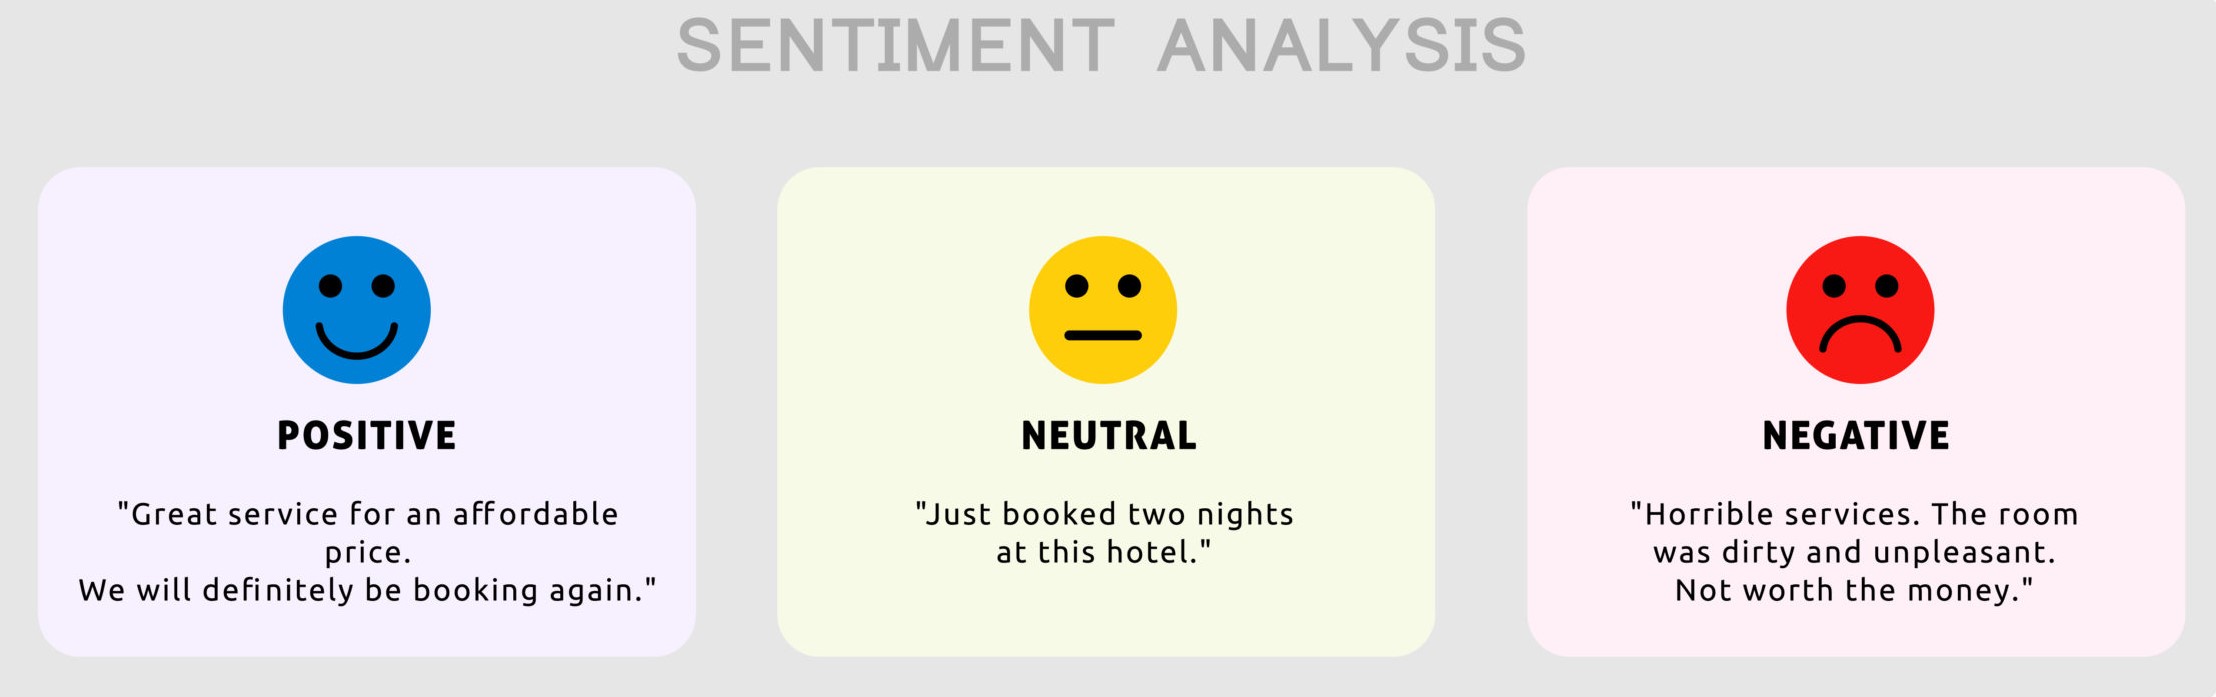 SENTIMENT ANALYSIS
POSITIVE
"Great service for an affordable
price.
We will definitely be booking again."
NEUTRAL
"Just booked two nights
at this hotel."
NEGATIVE
"Horrible services. The room
was dirty and unpleasant.
Not worth the money."